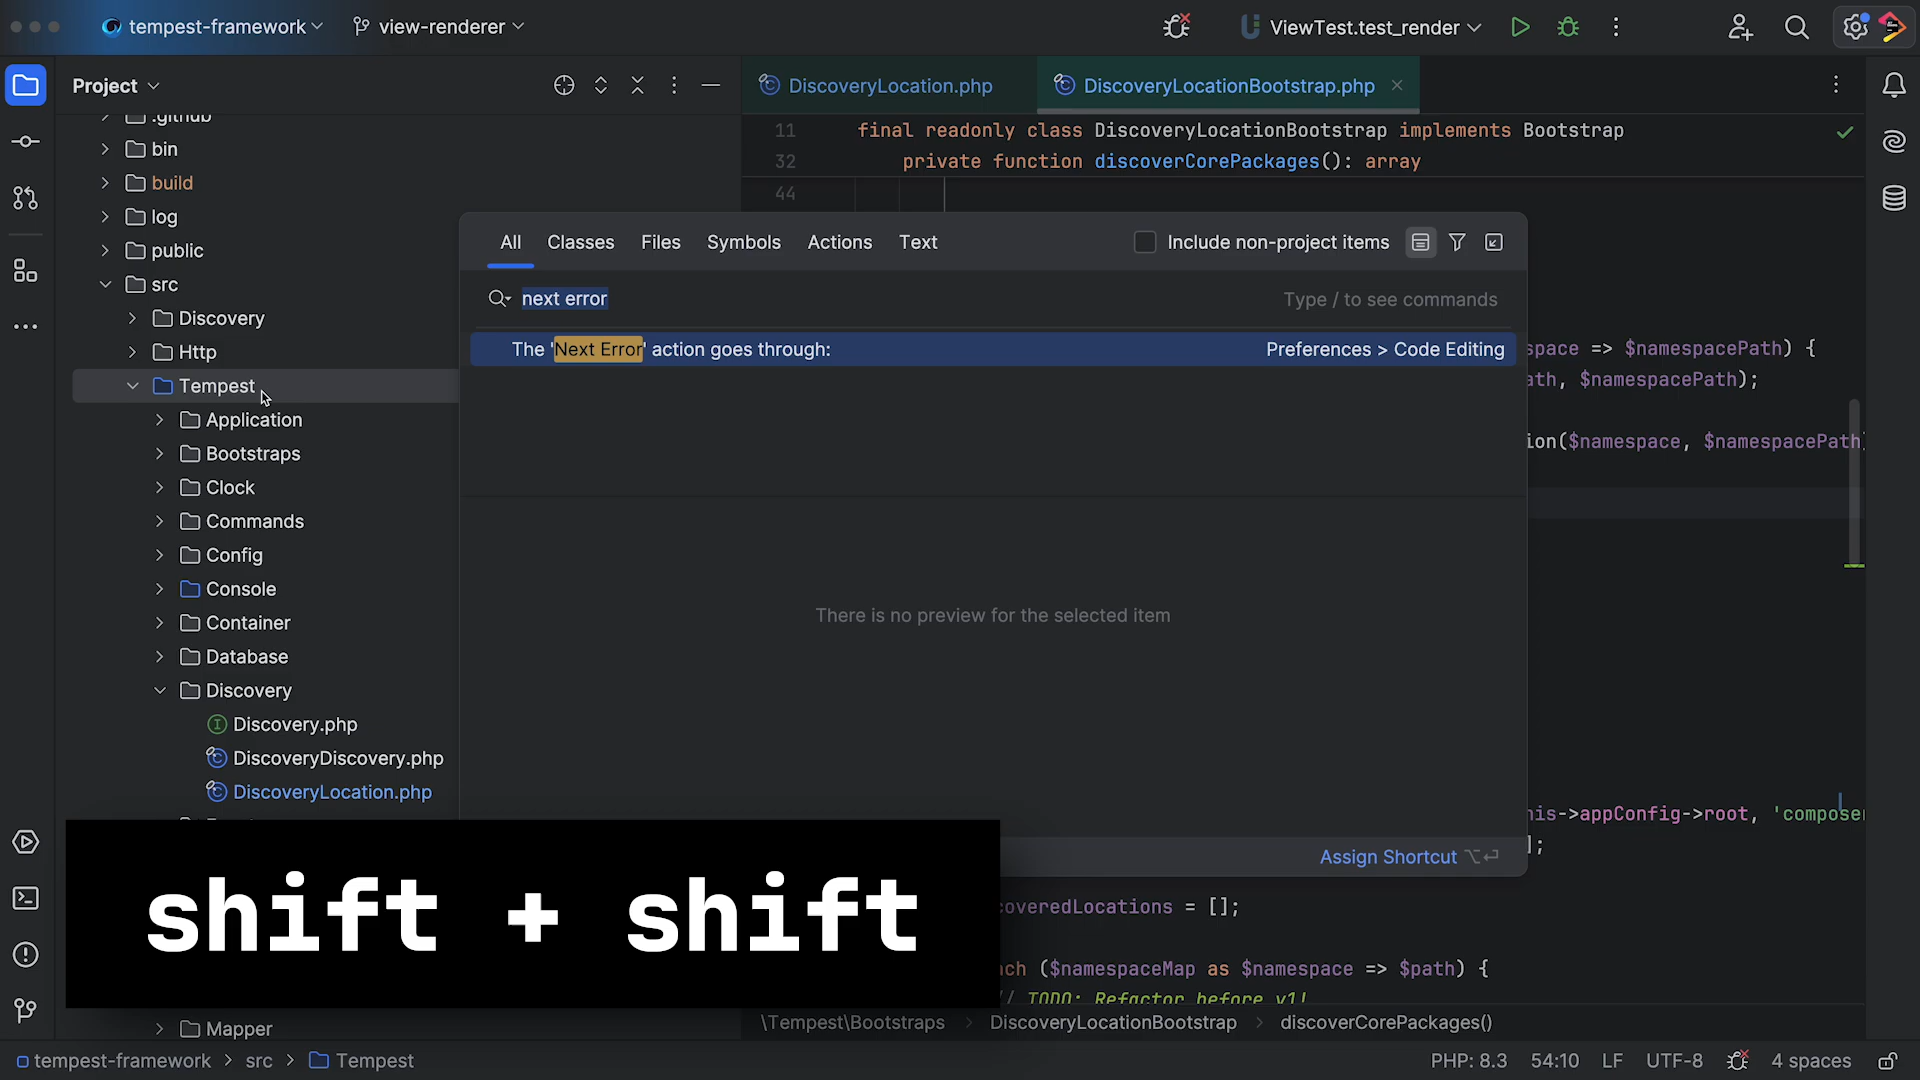 tempest-framework
view-renderer
ViewTest.test_render
Project
.github
bin
build
log
public
src
Discovery
Http
Tempest
Application
Bootstraps
Clock
Commands
Config
Console
Container
Database
Discovery
Discovery.php
DiscoveryDiscovery.php
DiscoveryLocation.php
Mapper
DiscoveryLocation.php
DiscoveryLocationBootstrap.php
11 final readonly class DiscoveryLocationBootstrap implements Bootstrap
32 private function discoverCorePackages(): array
44
All Classes Files Symbols Actions Text Include non-project items
next error Type / to see commands
The 'Next Error' action goes through: Preferences > Code Editing
There is no preview for the selected item
Assign Shortcut ⌥⏎
space => $namespacePath) {
ath, $namespacePath);
ion($namespace, $namespacePath
his->appConfig->root, 'compose
];
shift + shift
coveredLocations = [];
ach ($namespaceMap as $namespace => $path) {
// TODO: Refactor before v1!
\Tempest\Bootstraps > DiscoveryLocationBootstrap > discoverCorePackages()
tempest-framework > src > Tempest
PHP: 8.3 54:10 LF UTF-8 4 spaces